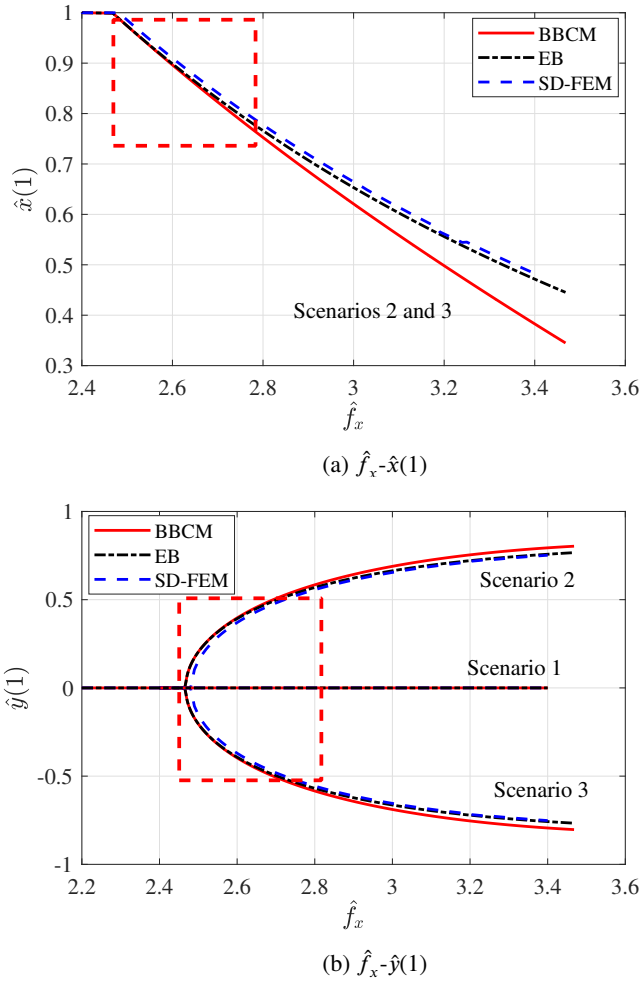 1
0.9
0.8
0.7
0.6
0.5
0.4
0.3
x̂(1)
BBCM
EB
SD-FEM
Scenarios 2 and 3
2.4 2.6 2.8 3 3.2 3.4 3.6
f̂ₓ
(a) f̂ₓ-x̂(1)
1
0.5
0
-0.5
-1
ŷ(1)
BBCM
EB
SD-FEM
Scenario 2
Scenario 1
Scenario 3
2.2 2.4 2.6 2.8 3 3.2 3.4 3.6
f̂ₓ
(b) f̂ₓ-ŷ(1)